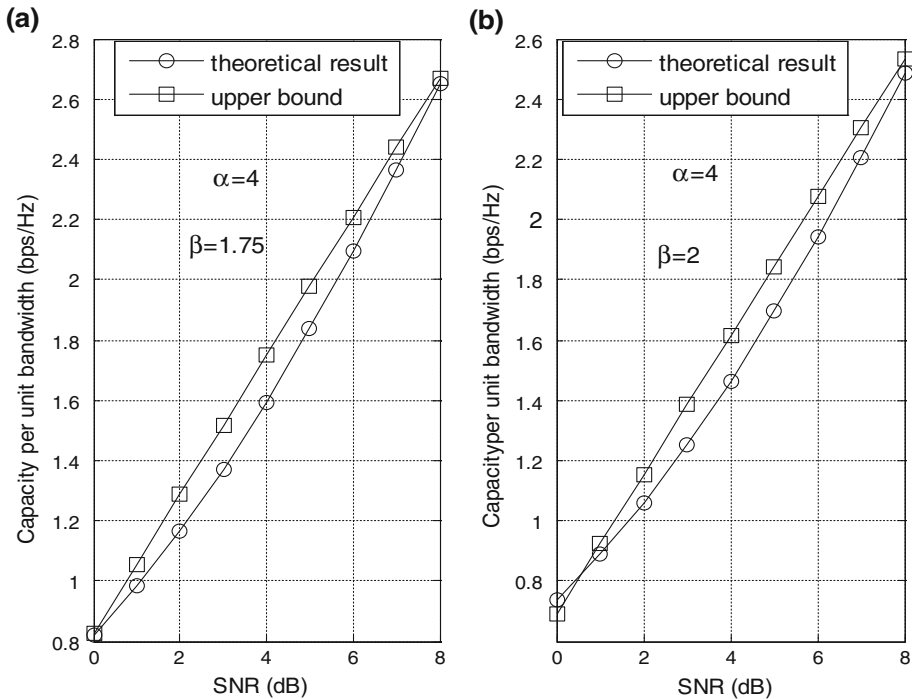 (a)
2.8
2.6
2.4
2.2
2
1.8
1.6
1.4
1.2
1
0.8
Capacity per unit bandwidth (bps/Hz)
theoretical result
upper bound
α=4
β=1.75
0 2 4 6 8
SNR (dB)
(b)
2.6
2.4
2.2
2
1.8
1.6
1.4
1.2
1
0.8
0.6
Capacityper unit bandwidth (bps/Hz)
theoretical result
upper bound
α=4
β=2
0 2 4 6 8
SNR (dB)